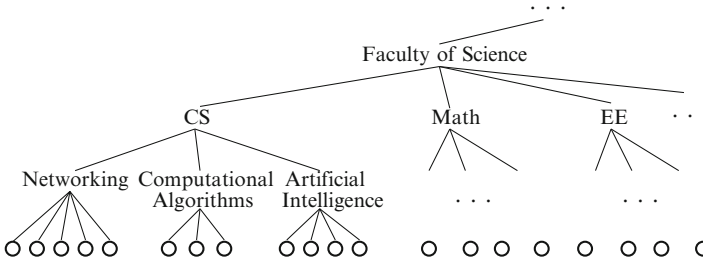 . . .
Faculty of Science
CS Math EE . .
Networking Computational Artificial
Algorithms Intelligence
. . . . . .